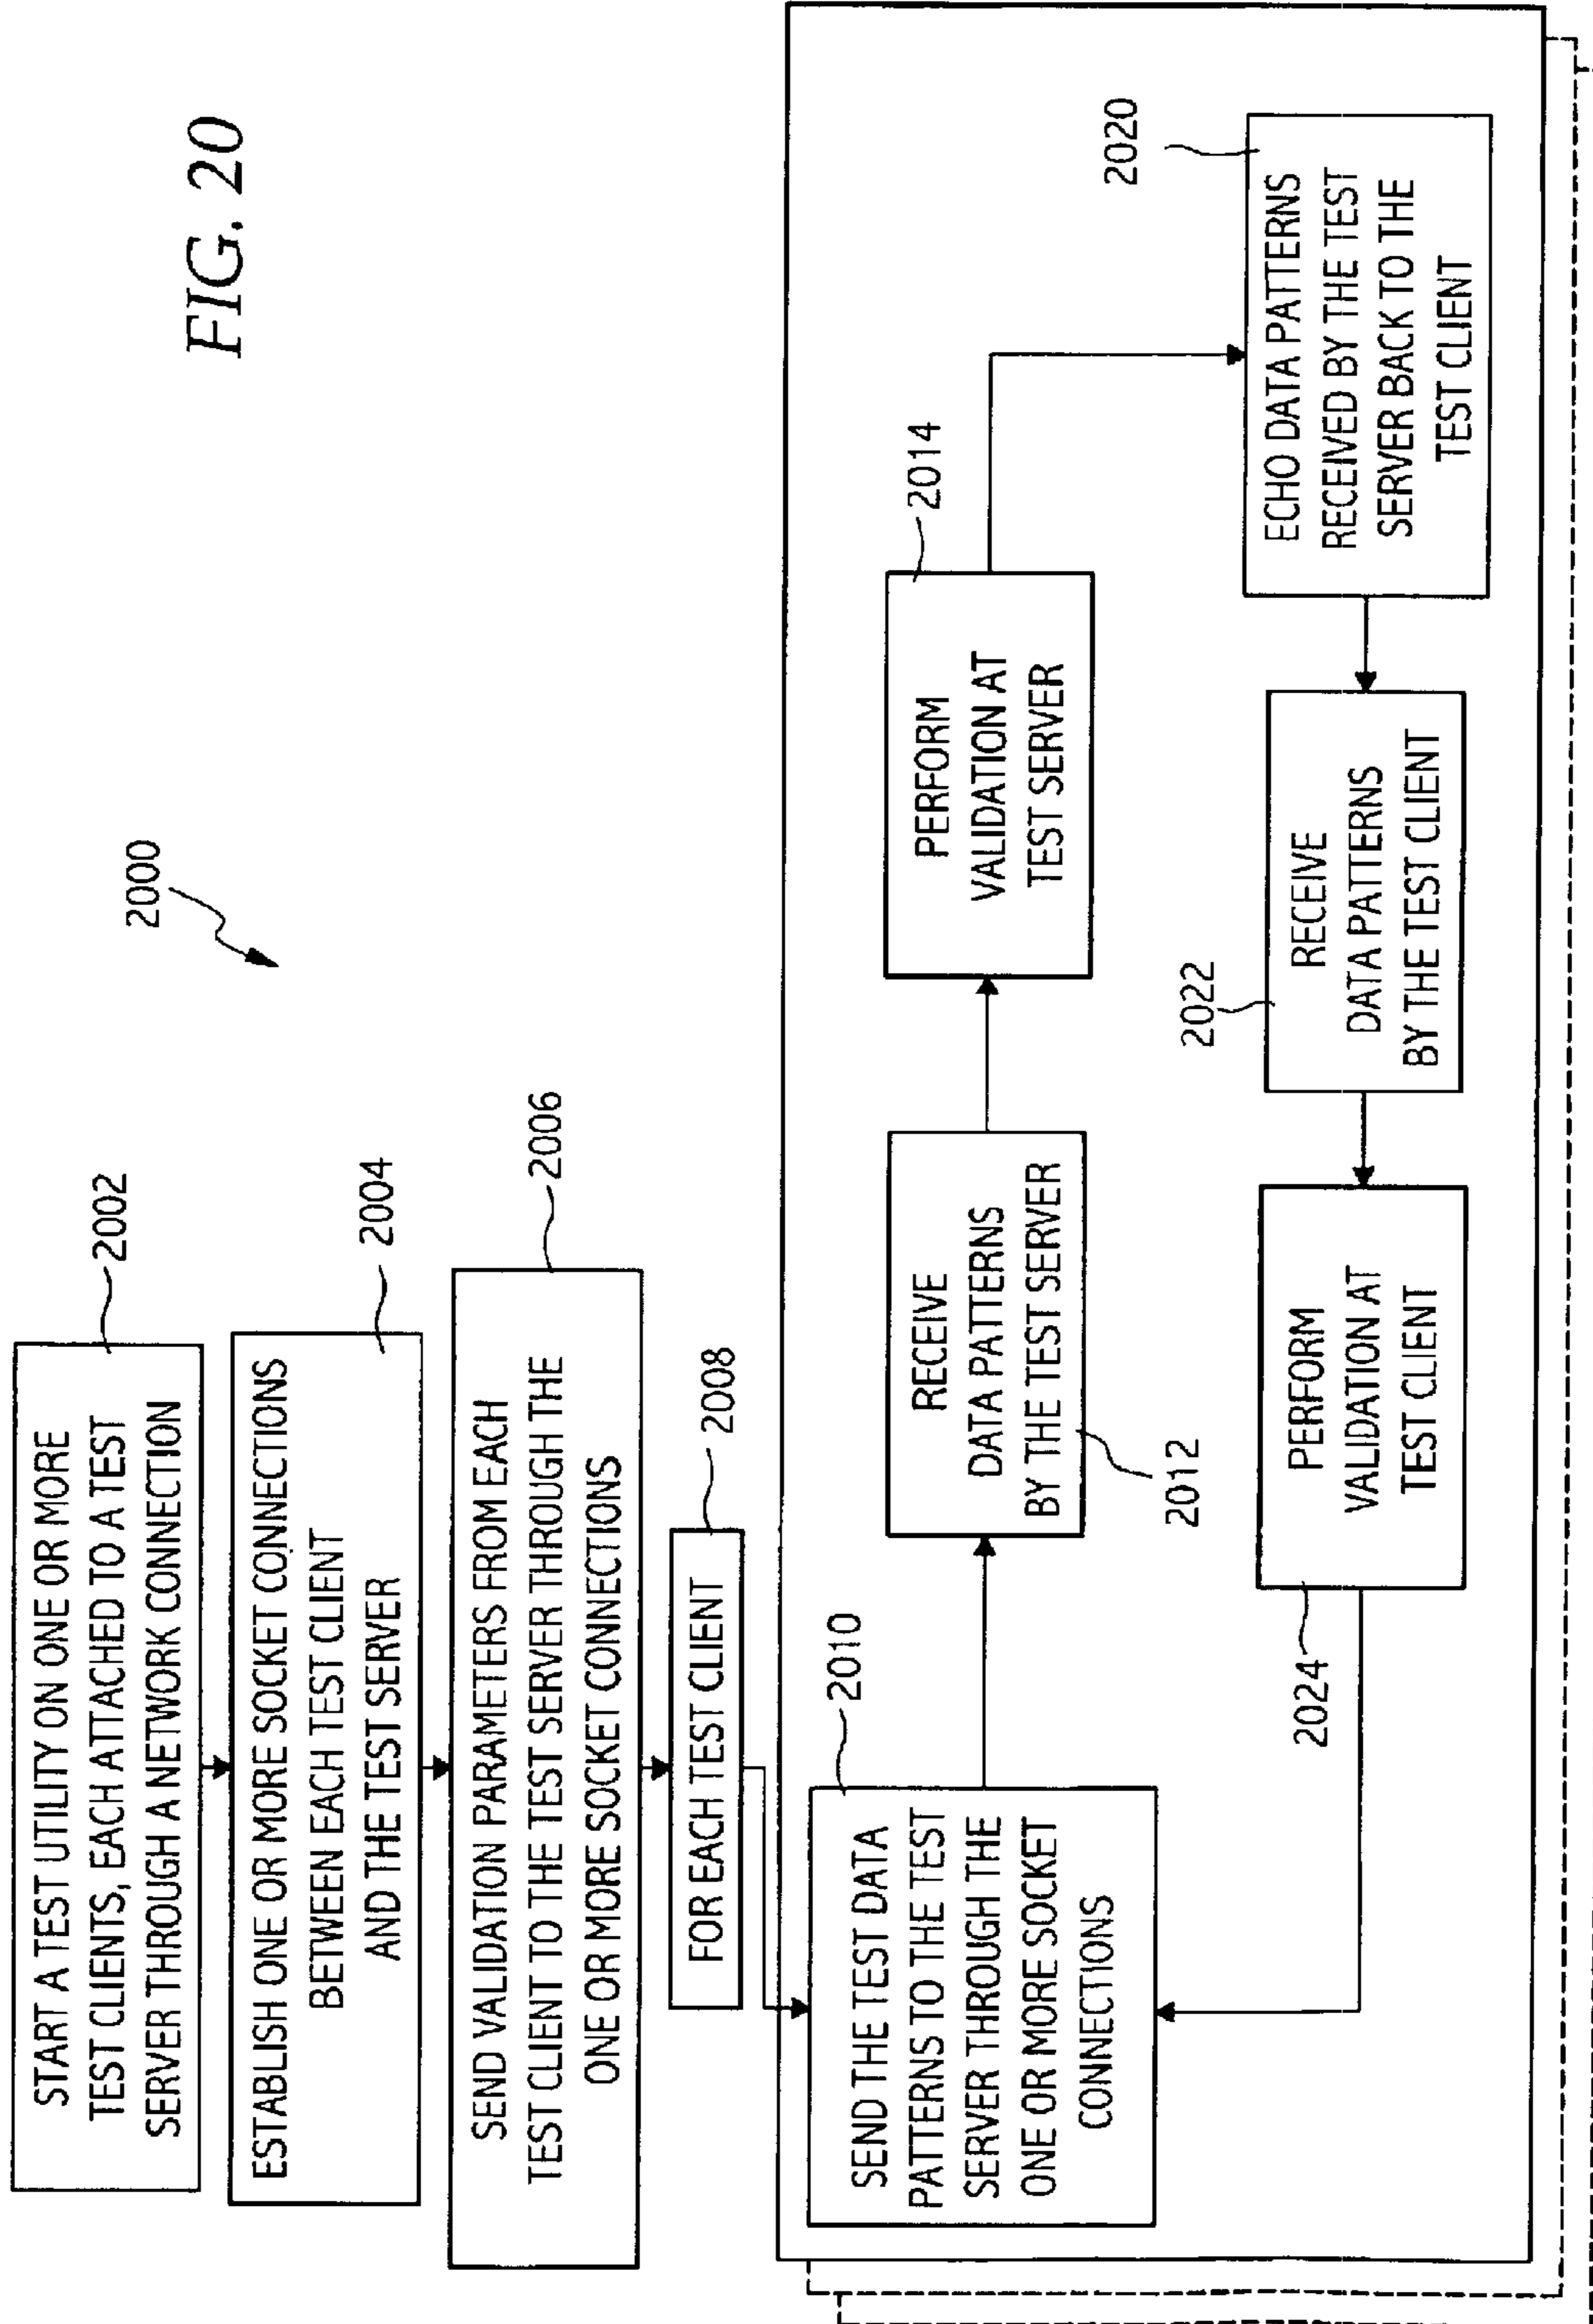 FIG. 20
2000
START A TEST UTILITY ON ONE OR MORE
TEST CLIENTS, EACH ATTACHED TO A TEST
SERVER THROUGH A NETWORK CONNECTION
2002
ESTABLISH ONE OR MORE SOCKET CONNECTIONS
BETWEEN EACH TEST CLIENT
AND THE TEST SERVER
2004
SEND VALIDATION PARAMETERS FROM EACH
TEST CLIENT TO THE TEST SERVER THROUGH THE
ONE OR MORE SOCKET CONNECTIONS
2006
FOR EACH TEST CLIENT
2008
SEND THE TEST DATA
PATTERNS TO THE TEST
SERVER THROUGH THE
ONE OR MORE SOCKET
CONNECTIONS
2010
RECEIVE
DATA PATTERNS
BY THE TEST SERVER
2012
PERFORM
VALIDATION AT
TEST SERVER
2014
ECHO DATA PATTERNS
RECEIVED BY THE TEST
SERVER BACK TO THE
TEST CLIENT
2020
RECEIVE
DATA PATTERNS
BY THE TEST CLIENT
2022
PERFORM
VALIDATION AT
TEST CLIENT
2024